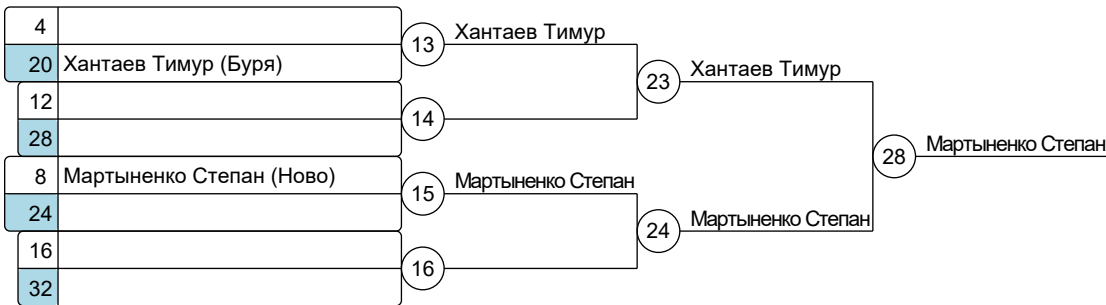 4
13 Хантаев Тимур
20 Хантаев Тимур (Буря)
23 Хантаев Тимур
12
14
28
28 Мартыненко Степан
8 Мартыненко Степан (Ново)
15 Мартыненко Степан
24
24 Мартыненко Степан
16
16
32